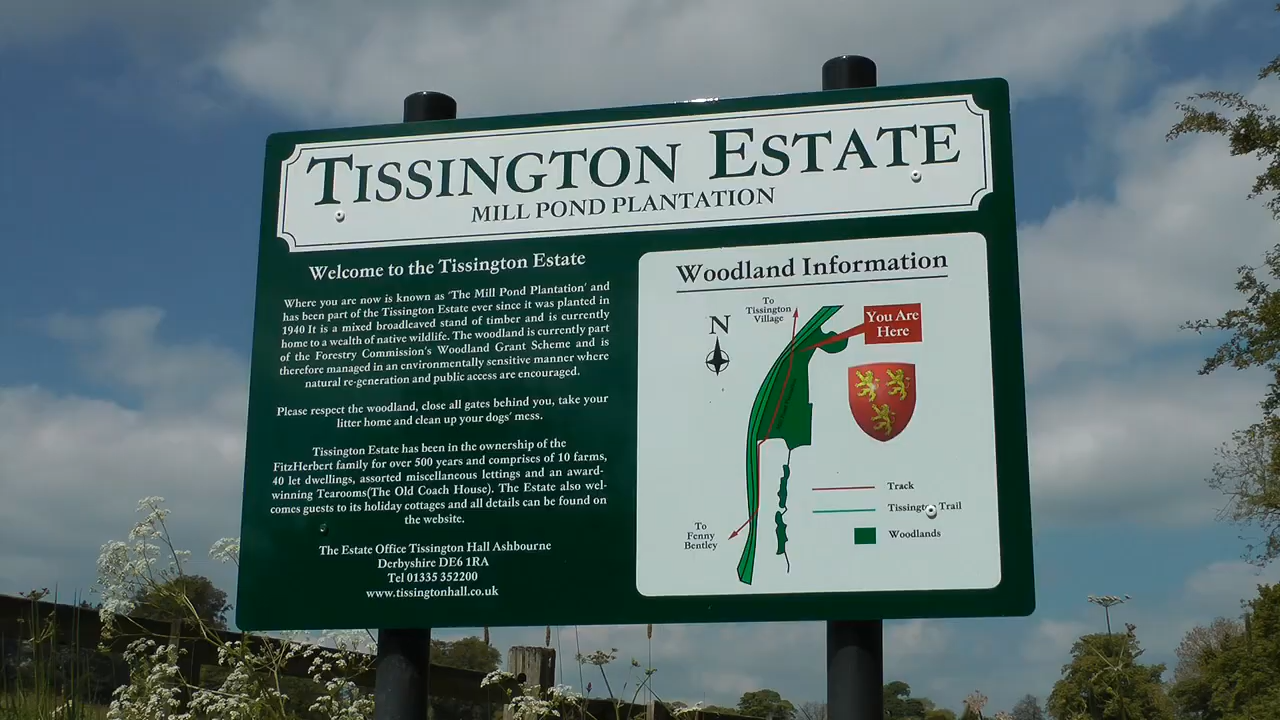 TISSINGTON ESTATE
MILL POND PLANTATION
Welcome to the Tissington Estate
Where you are now is known as 'The Mill Pond Plantation' and
has been part of the Tissington Estate ever since it was planted in
1940 It is a mixed broadleaved stand of timber and is currently
home to a wealth of native wildlife. The woodland is currently part
of the Forestry Commission's Woodland Grant Scheme and is
therefore managed in an environmentally sensitive manner where
natural re-generation and public access are encouraged.
Please respect the woodland, close all gates behind you, take your
litter home and clean up your dogs' mess.
Tissington Estate has been in the ownership of the
FitzHerbert family for over 500 years and comprises of 10 farms,
40 let dwellings, assorted miscellaneous lettings and an award-
winning Tearooms(The Old Coach House). The Estate also wel-
comes guests to its holiday cottages and all details can be found on
the website.
The Estate Office Tissington Hall Ashbourne
Derbyshire DE6 1RA
Tel 01335 352200
www.tissingtonhall.co.uk
Woodland Information
To
Tissington
Village
N
You Are
Here
Track
Tissington Trail
Woodlands
To
Fenny
Bentley